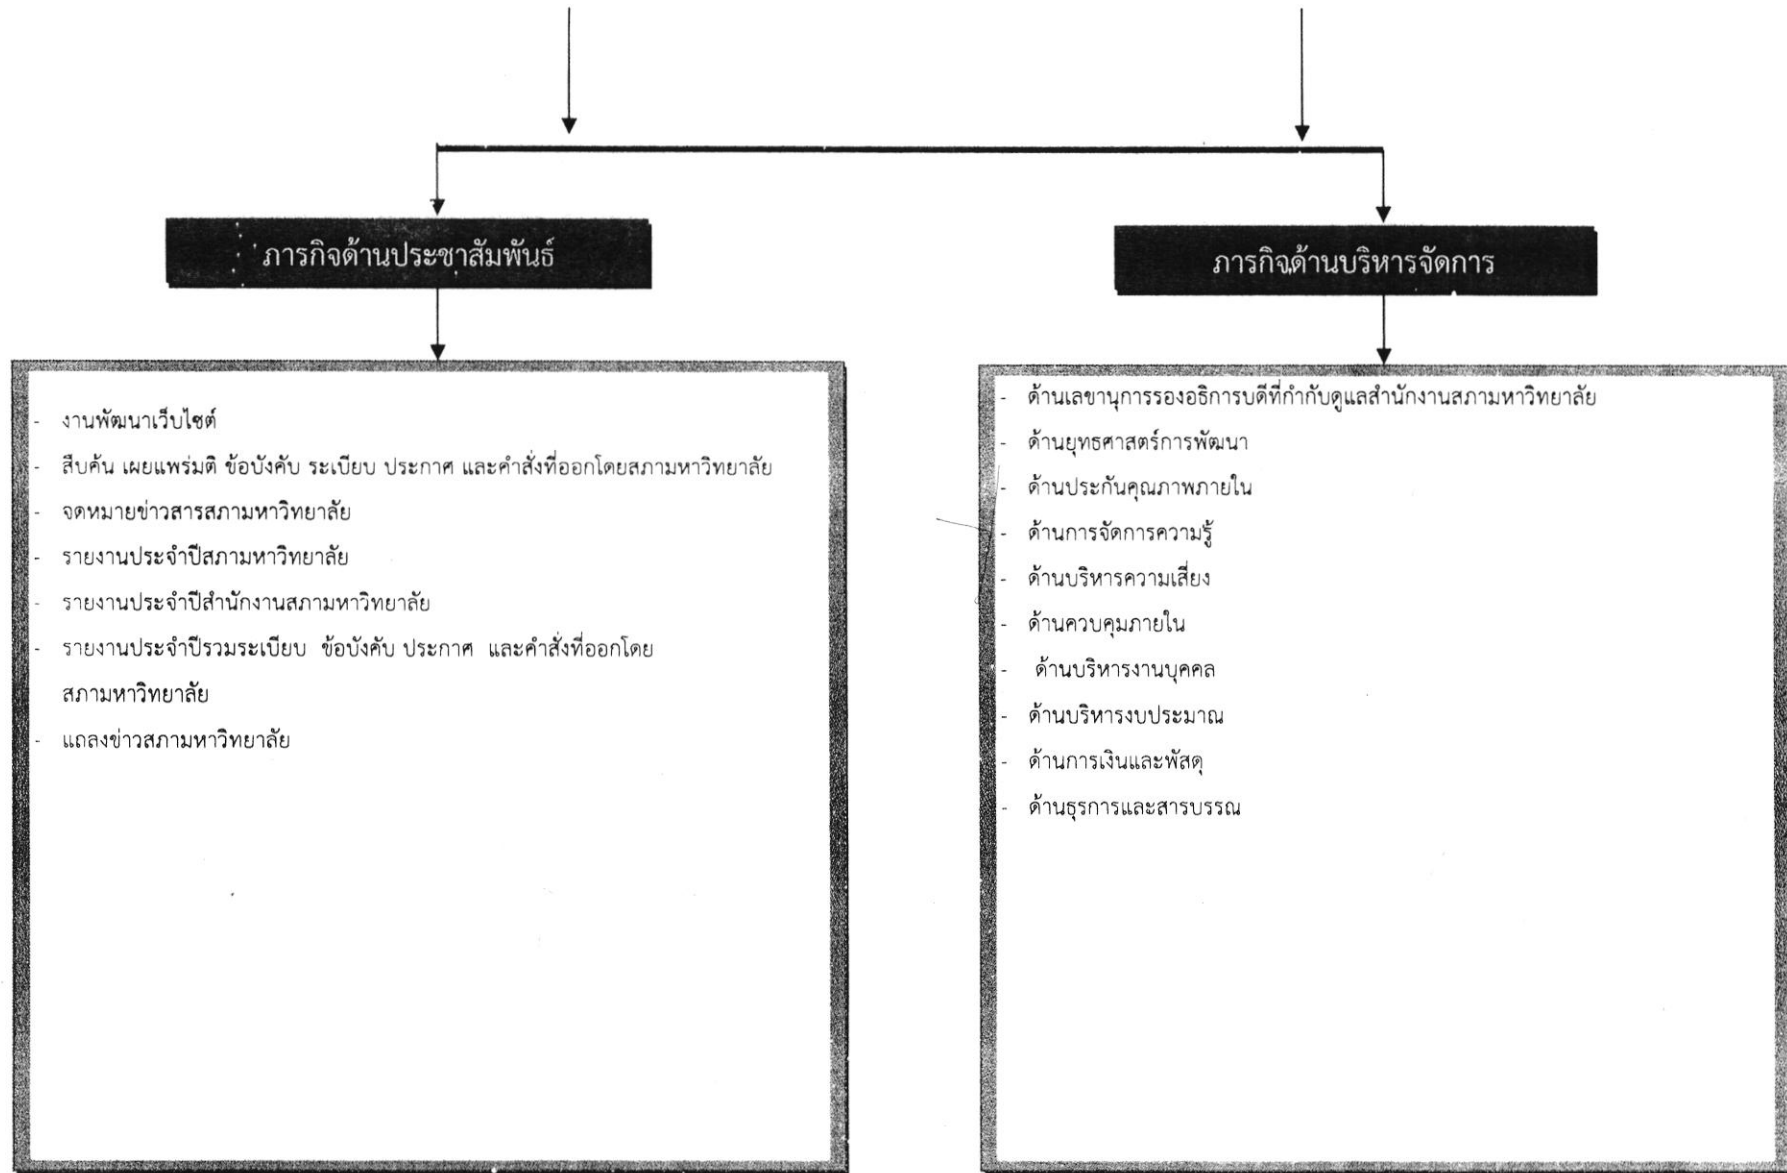 ภารกิจด้านประชาสัมพันธ์
- งานพัฒนาเว็บไซต์
- สืบค้น เผยแพร่มติ ข้อบังคับ ระเบียบ ประกาศ และคำสั่งที่ออกโดยสภามหาวิทยาลัย
- จดหมายข่าวสารสภามหาวิทยาลัย
- รายงานประจำปีสภามหาวิทยาลัย
- รายงานประจำปีสำนักงานสภามหาวิทยาลัย
- รายงานประจำปีรวมระเบียบ ข้อบังคับ ประกาศ และคำสั่งที่ออกโดย
สภามหาวิทยาลัย
- แถลงข่าวสภามหาวิทยาลัย
ภารกิจด้านบริหารจัดการ
- ด้านเลขานุการรองอธิการบดีที่กำกับดูแลสำนักงานสภามหาวิทยาลัย
- ด้านยุทธศาสตร์การพัฒนา
- ด้านประกันคุณภาพภายใน
- ด้านการจัดการความรู้
- ด้านบริหารความเสี่ยง
- ด้านควบคุมภายใน
- ด้านบริหารงานบุคคล
- ด้านบริหารงบประมาณ
- ด้านการเงินและพัสดุ
- ด้านธุรการและสารบรรณ